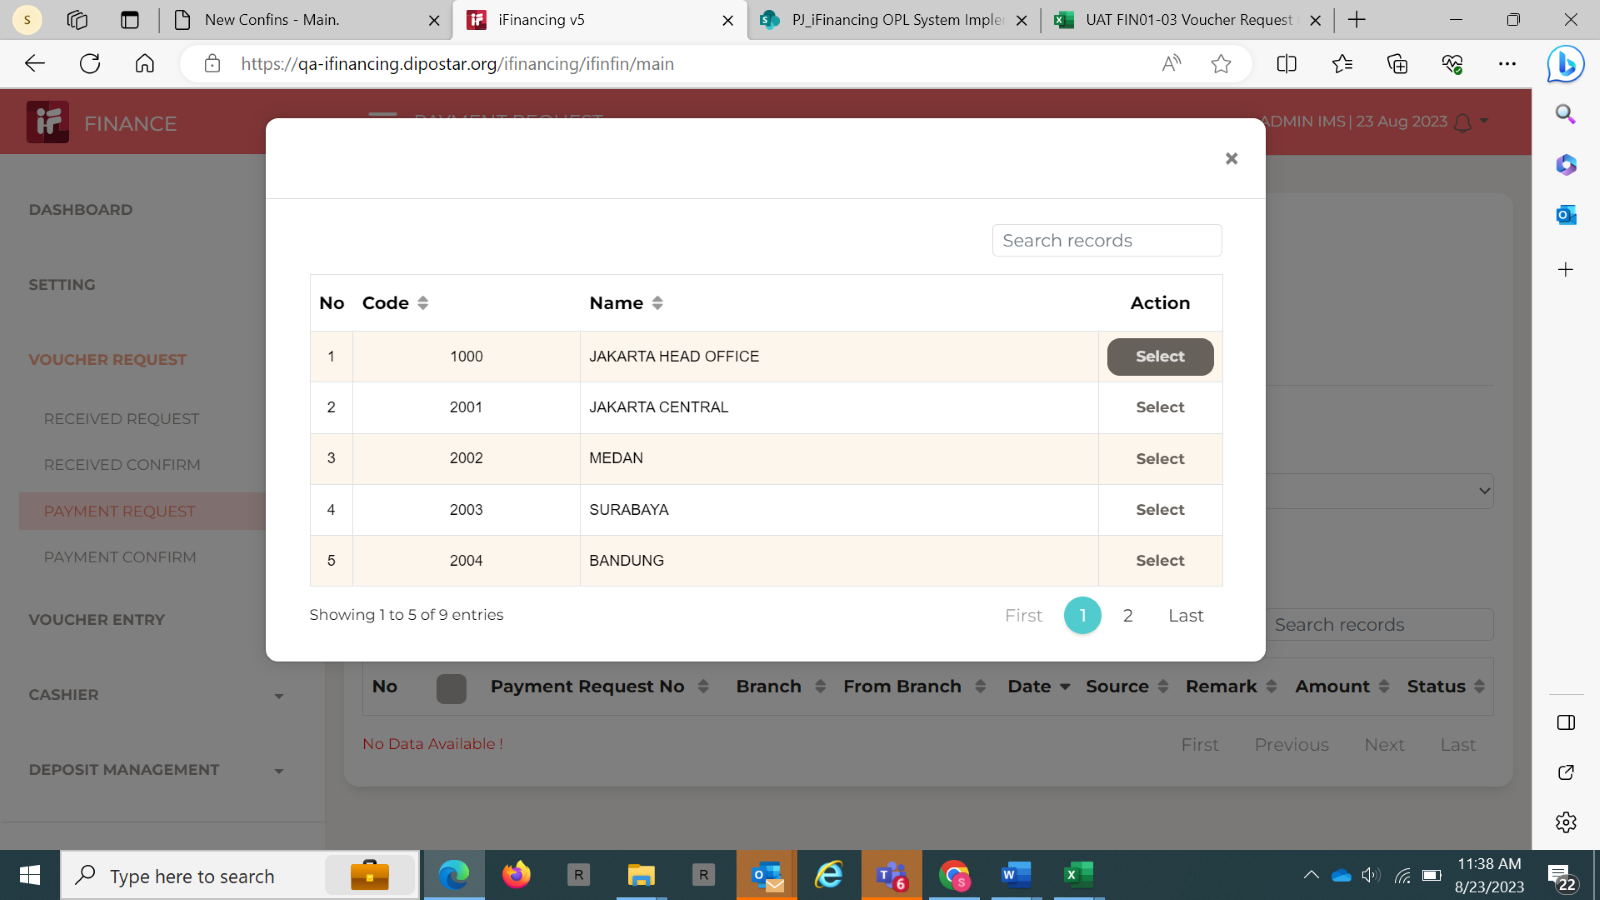 S
New Confins - Main.
iFinancing v5
PJ_iFinancing OPL System Imple
UAT FIN01-03 Voucher Request
https://qa-ifinancing.dipostar.org/ifinancing/ifinfin/main
iF FINANCE
ADMIN IMS | 23 Aug 2023
DASHBOARD
SETTING
VOUCHER REQUEST
RECEIVED REQUEST
RECEIVED CONFIRM
PAYMENT REQUEST
PAYMENT CONFIRM
VOUCHER ENTRY
CASHIER
DEPOSIT MANAGEMENT
PAYMENT REQUEST
×
Search records
No Code Name Action
1 1000 JAKARTA HEAD OFFICE Select
2 2001 JAKARTA CENTRAL Select
3 2002 MEDAN Select
4 2003 SURABAYA Select
5 2004 BANDUNG Select
Showing 1 to 5 of 9 entries
First 1 2 Last
Search records
No Payment Request No Branch From Branch Date Source Remark Amount Status
No Data Available !
First Previous Next Last
Type here to search
R
R
6
S
11:38 AM
8/23/2023
22